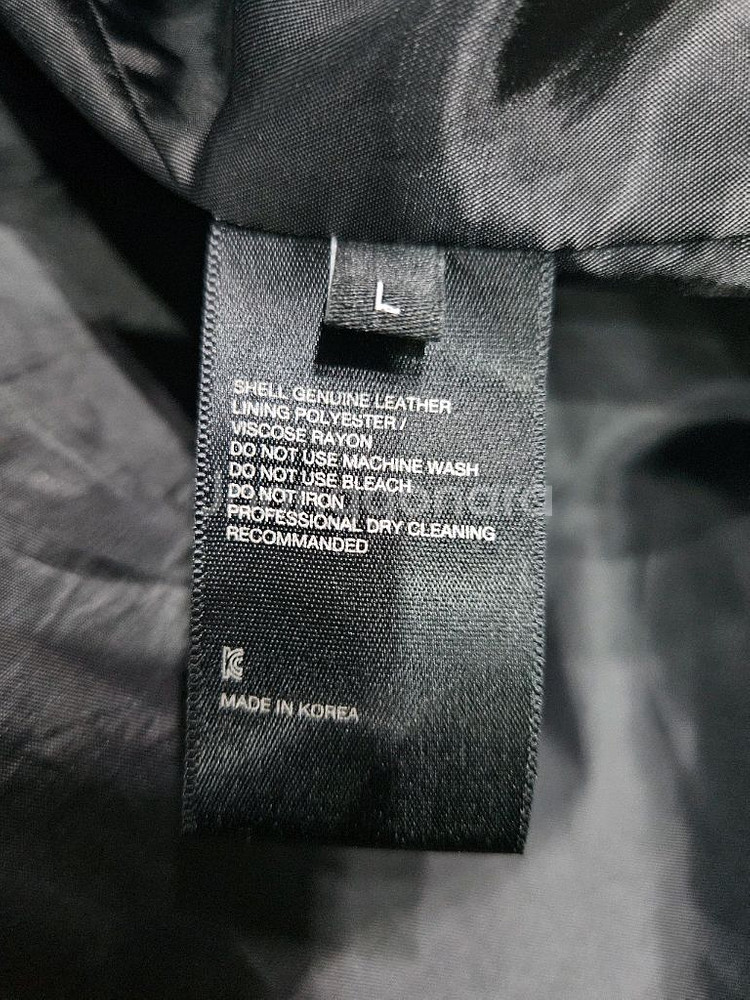 L
SHELL GENUINE LEATHER
LINING POLYESTER /
VISCOSE RAYON
DO NOT USE MACHINE WASH
DO NOT USE BLEACH
DO NOT IRON
PROFESSIONAL DRY CLEANING
RECOMMANDED
KC
MADE IN KOREA